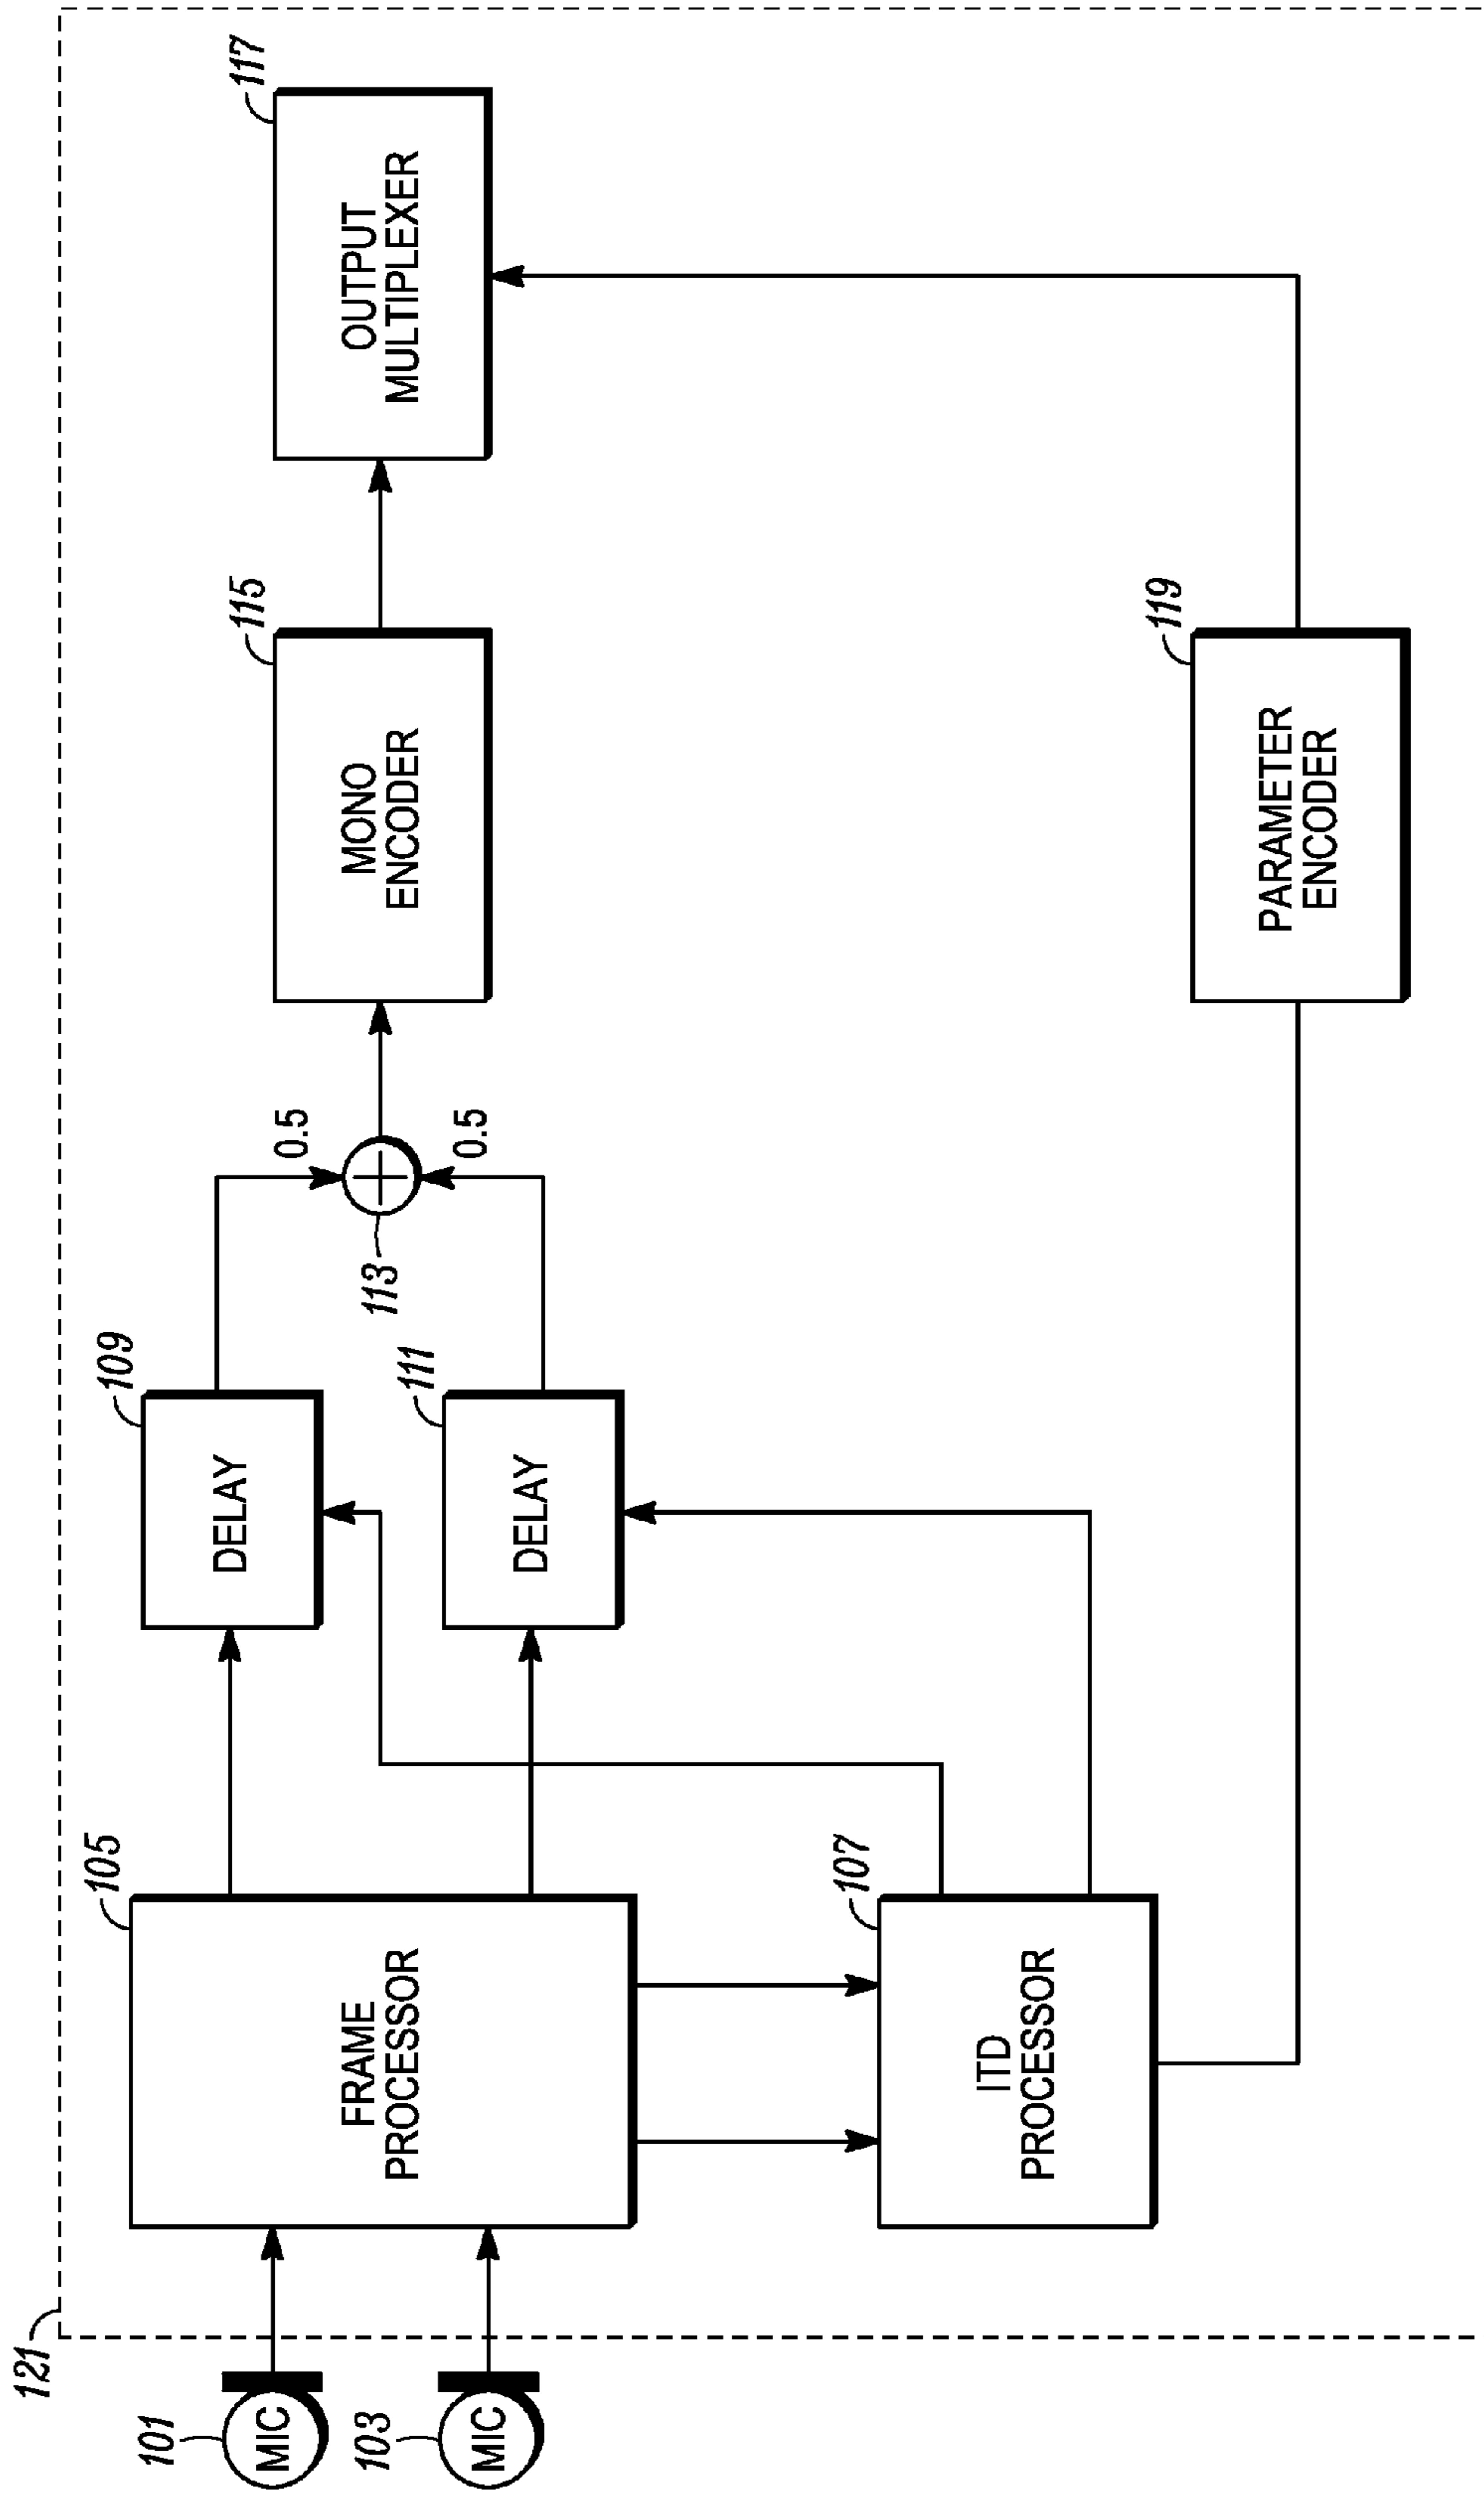 121
101
MIC
103
MIC
105
FRAME
PROCESSOR
107
ITD
PROCESSOR
109
DELAY
111
DELAY
113
0.5
0.5
115
MONO
ENCODER
117
OUTPUT
MULTIPLEXER
119
PARAMETER
ENCODER